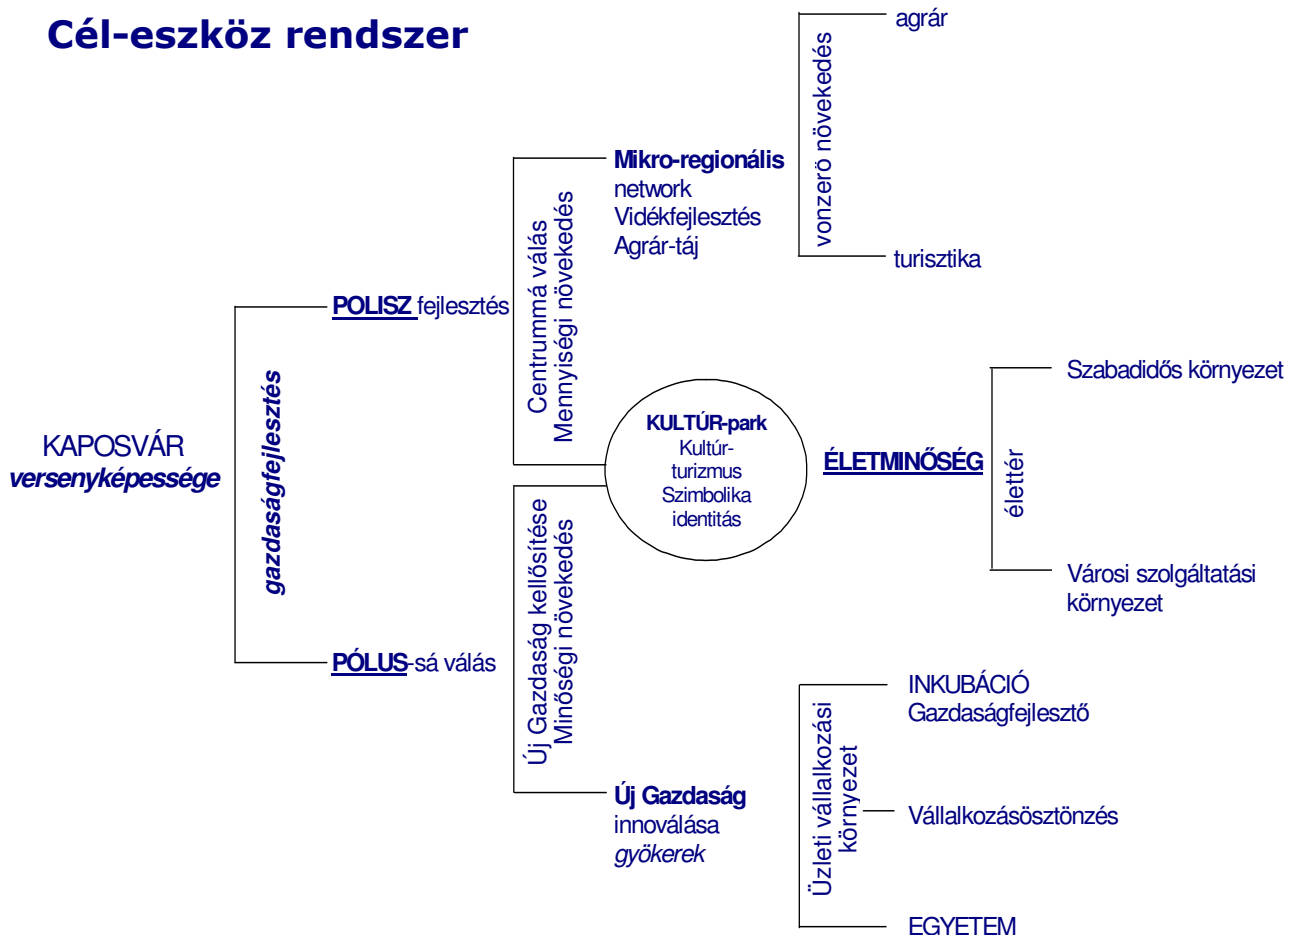 Cél-eszköz rendszer
KAPOSVÁR
versenyképessége
gazdaságfejlesztés
POLISZ fejlesztés
PÓLUS-sá válás
Centrummá válás
Mennyiségi növekedés
Új Gazdaság kellősítése
Minőségi növekedés
Mikro-regionális
network
Vidékfejlesztés
Agrár-táj
vonzerö növekedés
agrár
turisztika
KULTÚR-park
Kultúr-
turizmus
Szimbolika
identitás
ÉLETMINŐSÉG
élettér
Szabadidős környezet
Városi szolgáltatási
környezet
Új Gazdaság
innoválása
gyökerek
Üzleti vállalkozási
környezet
INKUBÁCIÓ
Gazdaságfejlesztő
Vállalkozásösztönzés
EGYETEM